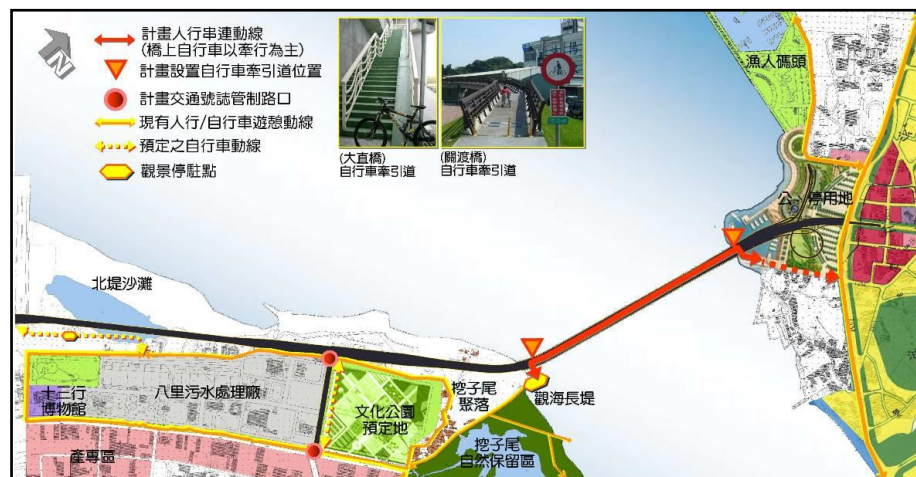 N
計畫人行串連動線
(橋上自行車以牽行為主)
計畫設置自行車牽引道位置
計畫交通號誌管制路口
現有人行/自行車遊憩動線
預定之自行車動線
觀景停駐點
(大直橋)
自行車牽引道
(關渡橋)
自行車牽引道
漁人碼頭
公、停用地
北堤沙灘
十三行
博物館
八里污水處理廠
文化公園
預定地
挖子尾
聚落
觀海長堤
挖子尾
自然保留區
產專區